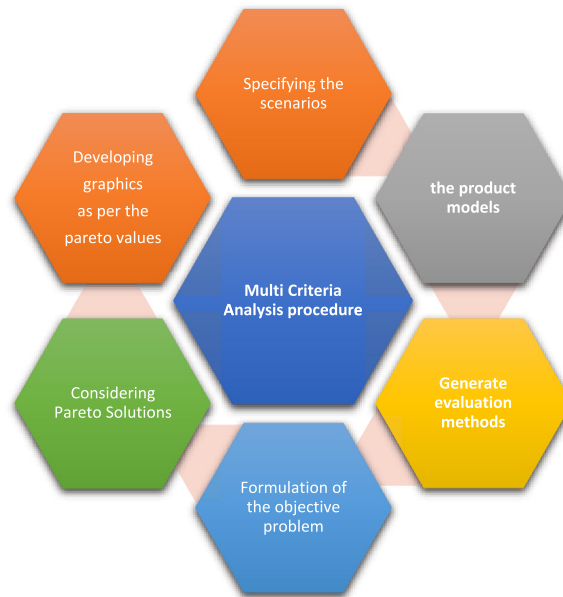 Specifying the
scenarios
the product
models
Generate
evaluation
methods
Formulation of
the objective
problem
Considering
Pareto Solutions
Developing
graphics
as per the
pareto values
Multi Criteria
Analysis procedure